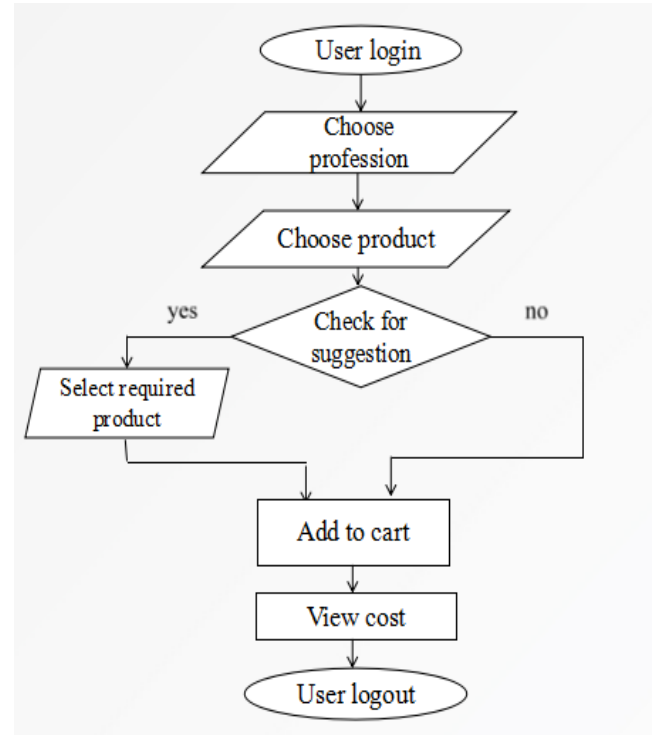 User login
Choose
profession
Choose product
Check for
suggestion
yes
no
Select required
product
Add to cart
View cost
User logout